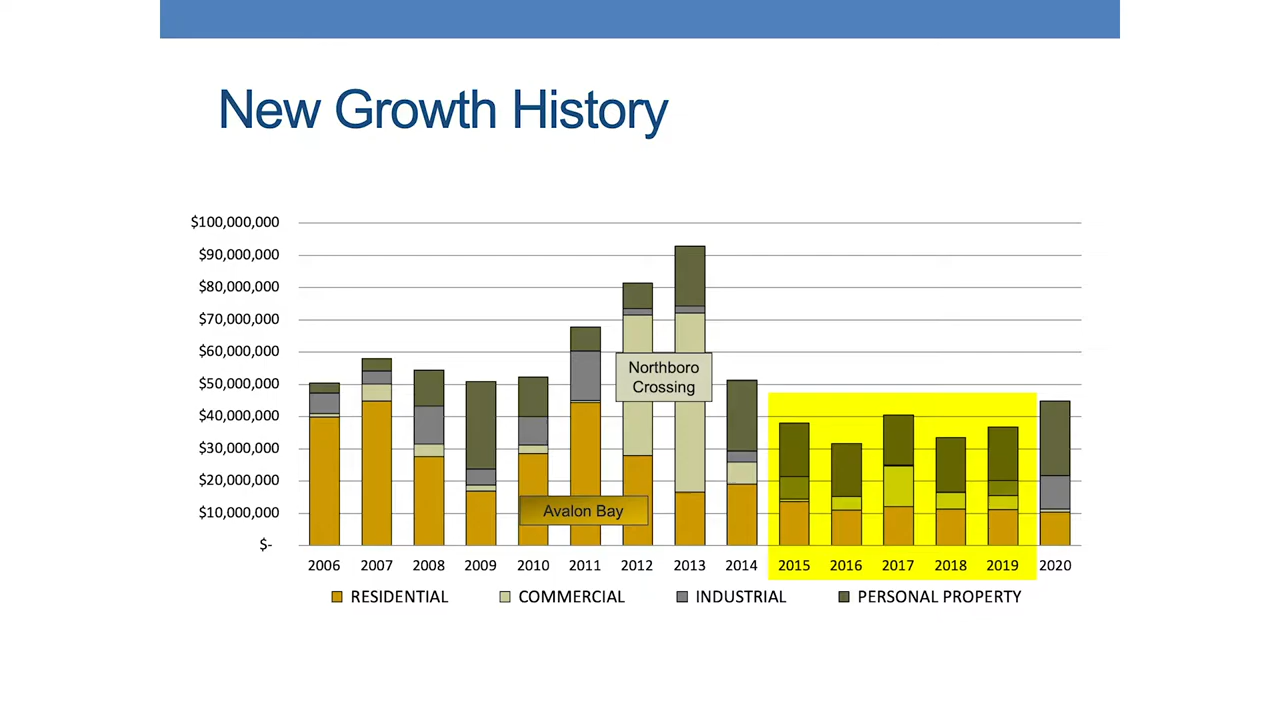 New Growth History
$100,000,000
$90,000,000
$80,000,000
$70,000,000
$60,000,000
$50,000,000
$40,000,000
$30,000,000
$20,000,000
$10,000,000
$-
Northboro
Crossing
Avalon Bay
2006 2007 2008 2009 2010 2011 2012 2013 2014 2015 2016 2017 2018 2019 2020
RESIDENTIAL COMMERCIAL INDUSTRIAL PERSONAL PROPERTY